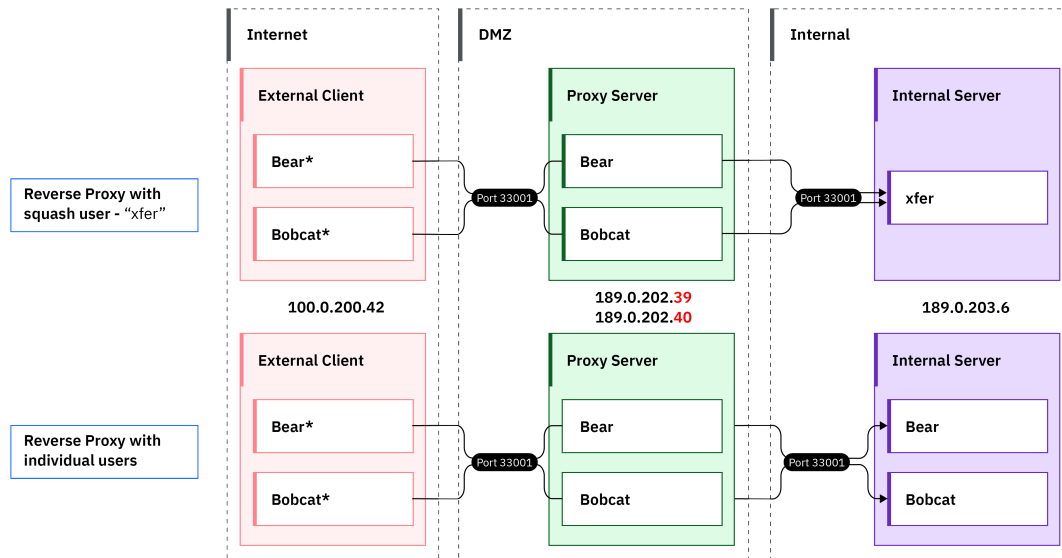 Internet
DMZ
Internal
External Client
Proxy Server
Internal Server
Reverse Proxy with
squash user - “xfer”
Bear*
Bobcat*
Port 33001
Bear
Bobcat
Port 33001
xfer
100.0.200.42
189.0.202.39
189.0.202.40
189.0.203.6
External Client
Proxy Server
Internal Server
Reverse Proxy with
individual users
Bear*
Bobcat*
Port 33001
Bear
Bobcat
Port 33001
Bear
Bobcat